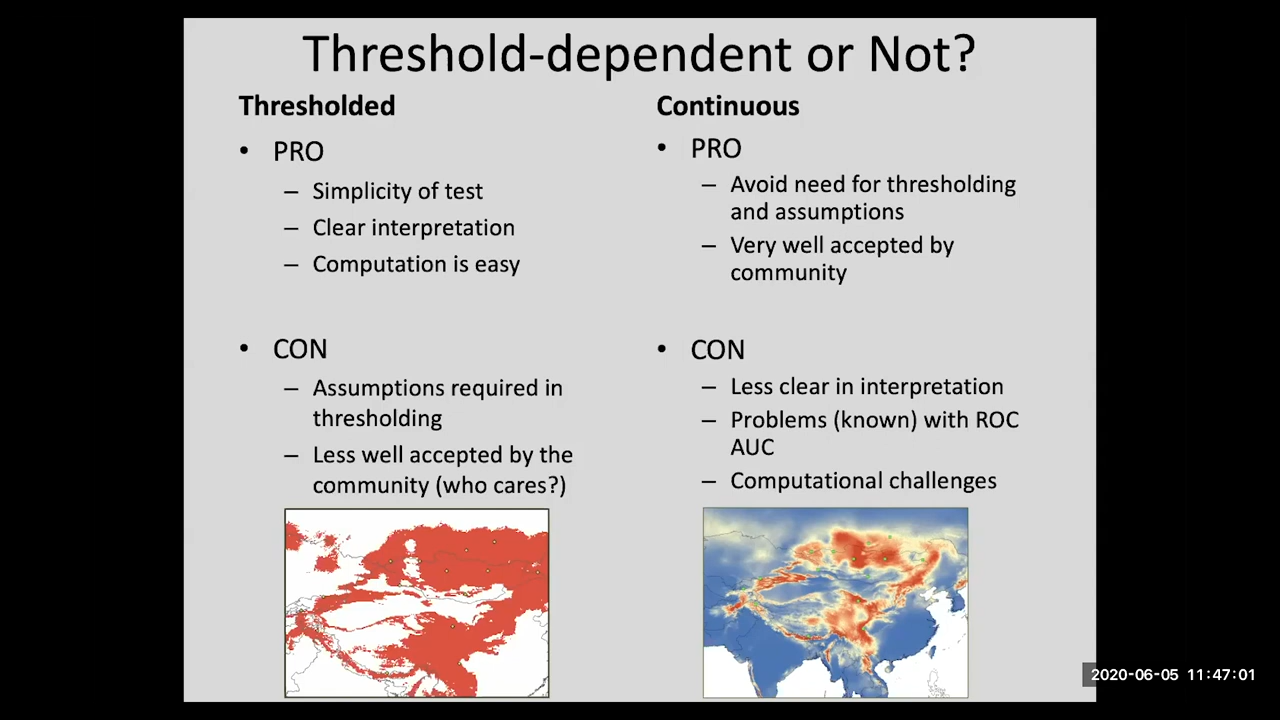 Threshold-dependent or Not?
Thresholded
• PRO
– Simplicity of test
– Clear interpretation
– Computation is easy
• CON
– Assumptions required in
thresholding
– Less well accepted by the
community (who cares?)
Continuous
• PRO
– Avoid need for thresholding
and assumptions
– Very well accepted by
community
• CON
– Less clear in interpretation
– Problems (known) with ROC
AUC
– Computational challenges
2020-06-05 11:47:01